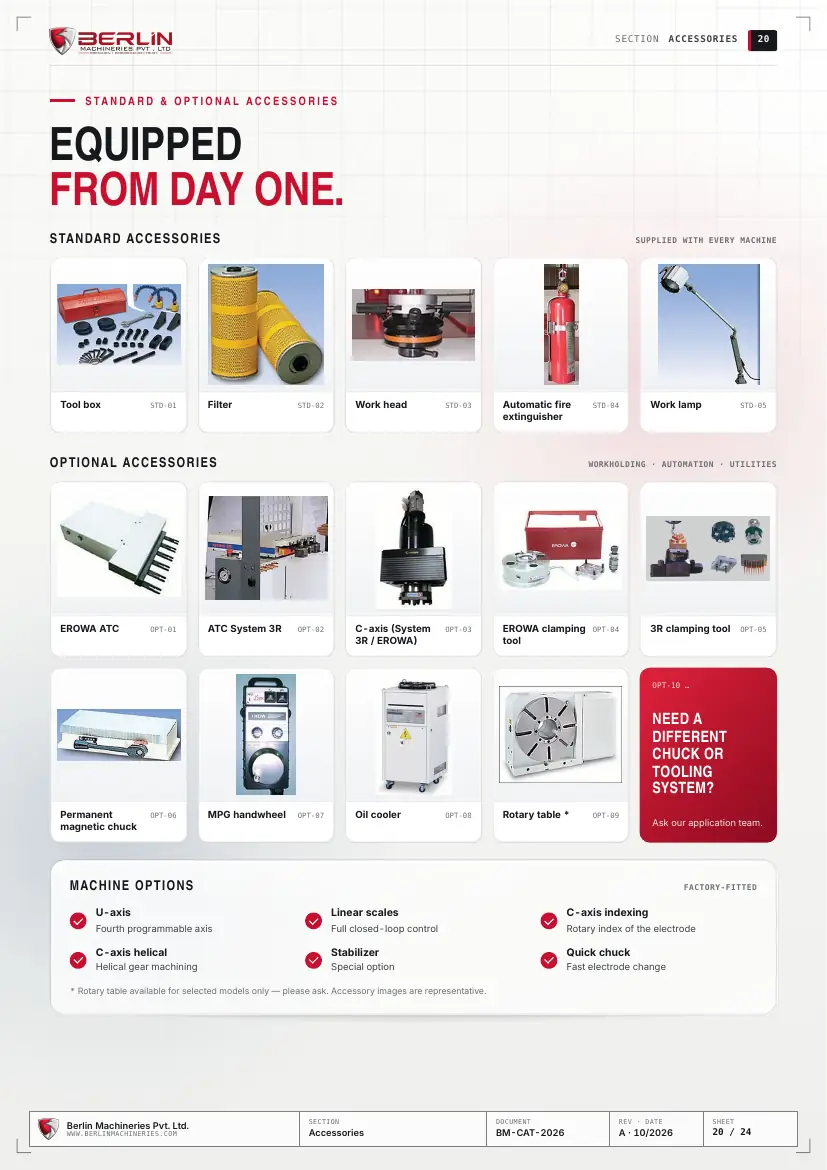 BERLIN
MACHINERIES PVT. LTD
SECTION ACCESSORIES 20
STANDARD & OPTIONAL ACCESSORIES
EQUIPPED
FROM DAY ONE.
STANDARD ACCESSORIES
SUPPLIED WITH EVERY MACHINE
Tool box STD-01
Filter STD-02
Work head STD-03
Automatic fire extinguisher STD-04
Work lamp STD-05
OPTIONAL ACCESSORIES
WORKHOLDING · AUTOMATION · UTILITIES
EROWA
EROWA ATC OPT-01
ATC System 3R OPT-02
C-axis (System 3R / EROWA) OPT-03
EROWA clamping tool OPT-04
3R clamping tool OPT-05
Permanent magnetic chuck OPT-06
MPG handwheel OPT-07
Oil cooler OPT-08
Rotary table * OPT-09
OPT-10 …
NEED A
DIFFERENT
CHUCK OR
TOOLING
SYSTEM?
Ask our application team.
MACHINE OPTIONS
FACTORY-FITTED
U-axis
Fourth programmable axis
Linear scales
Full closed-loop control
C-axis indexing
Rotary index of the electrode
C-axis helical
Helical gear machining
Stabilizer
Special option
Quick chuck
Fast electrode change
* Rotary table available for selected models only — please ask. Accessory images are representative.
Berlin Machineries Pvt. Ltd.
WWW.BERLINMACHINERIES.COM
SECTION
Accessories
DOCUMENT
BM-CAT-2026
REV · DATE
A · 10/2026
SHEET
20 / 24